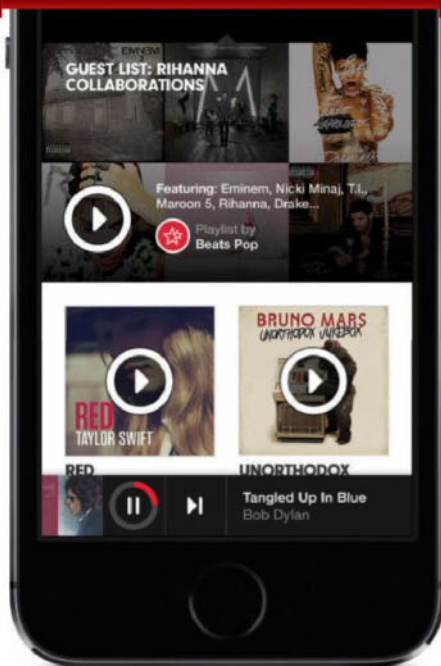 EMINEM
GUEST LIST: RIHANNA
COLLABORATIONS
Featuring: Eminem, Nicki Minaj, T.I.,
Maroon 5, Rihanna, Drake...
Playlist by
Beats Pop
RED
TAYLOR SWIFT
BRUNO MARS
UNORTHODOX JUKEBOX
RED
UNORTHODOX
Tangled Up In Blue
Bob Dylan